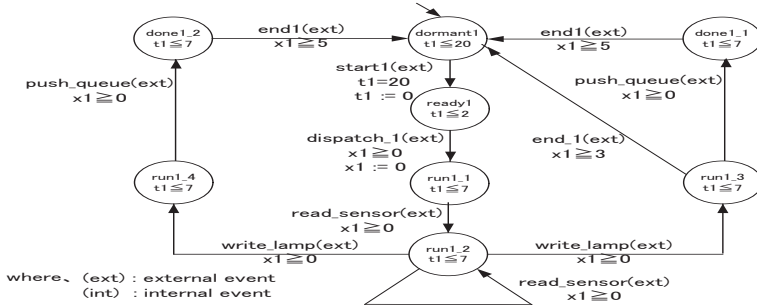 done1_2
t1≦7
end1(ext)
x1≧5
dormant1
t1≦20
end1(ext)
x1≧5
done1_1
t1≦7
push_queue(ext)
x1≧0
start1(ext)
t1=20
t1 := 0
push_queue(ext)
x1≧0
ready1
t1≦2
dispatch_1(ext)
x1≧0
x1 := 0
end_1(ext)
x1≧3
run1_4
t1≦7
run1_1
t1≦7
run1_3
t1≦7
read_sensor(ext)
x1≧0
write_lamp(ext)
x1≧0
run1_2
t1≦7
write_lamp(ext)
x1≧0
read_sensor(ext)
x1≧0
where、(ext) : external event
(int) : internal event